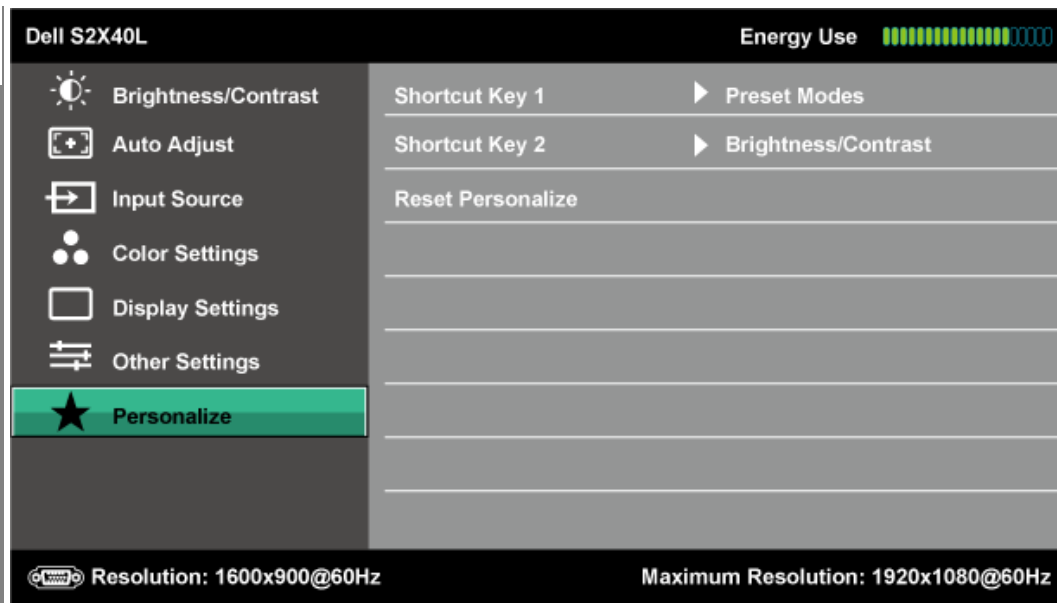 Dell S2X40L Energy Use
Brightness/Contrast Shortcut Key 1 Preset Modes
Auto Adjust Shortcut Key 2 Brightness/Contrast
Input Source Reset Personalize
Color Settings
Display Settings
Other Settings
Personalize
Resolution: 1600x900@60Hz Maximum Resolution: 1920x1080@60Hz